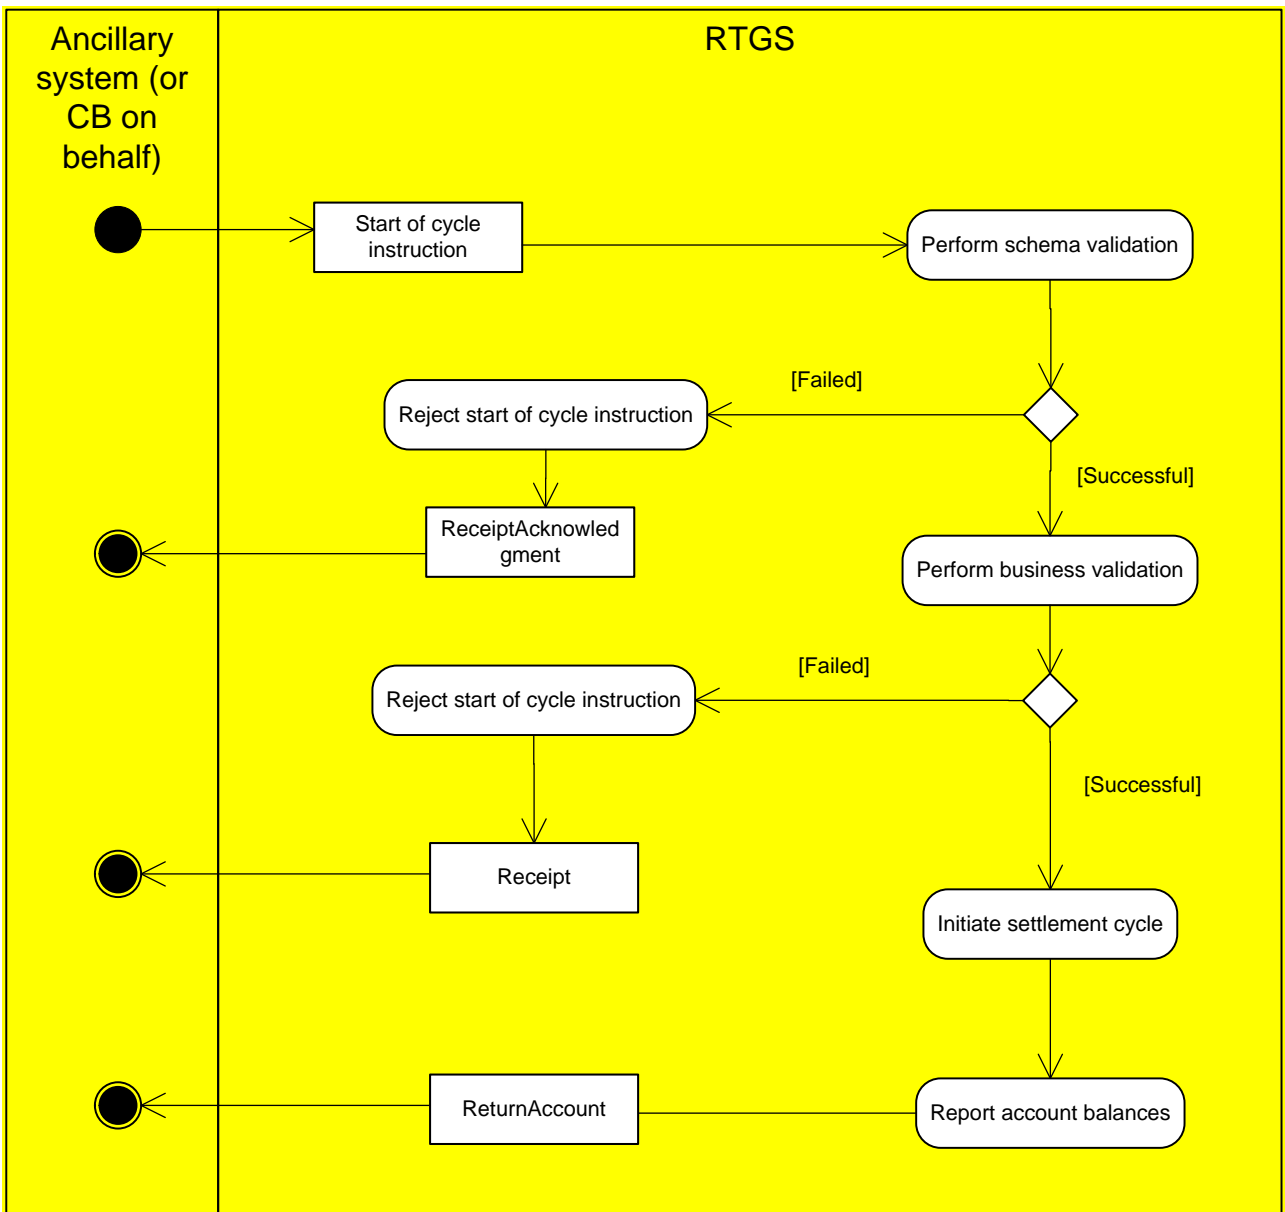 Ancillary
system (or
CB on
behalf)
RTGS
Start of cycle
instruction
Perform schema validation
[Failed]
Reject start of cycle instruction
[Successful]
ReceiptAcknowled
gment
Perform business validation
[Failed]
Reject start of cycle instruction
[Successful]
Receipt
Initiate settlement cycle
ReturnAccount
Report account balances